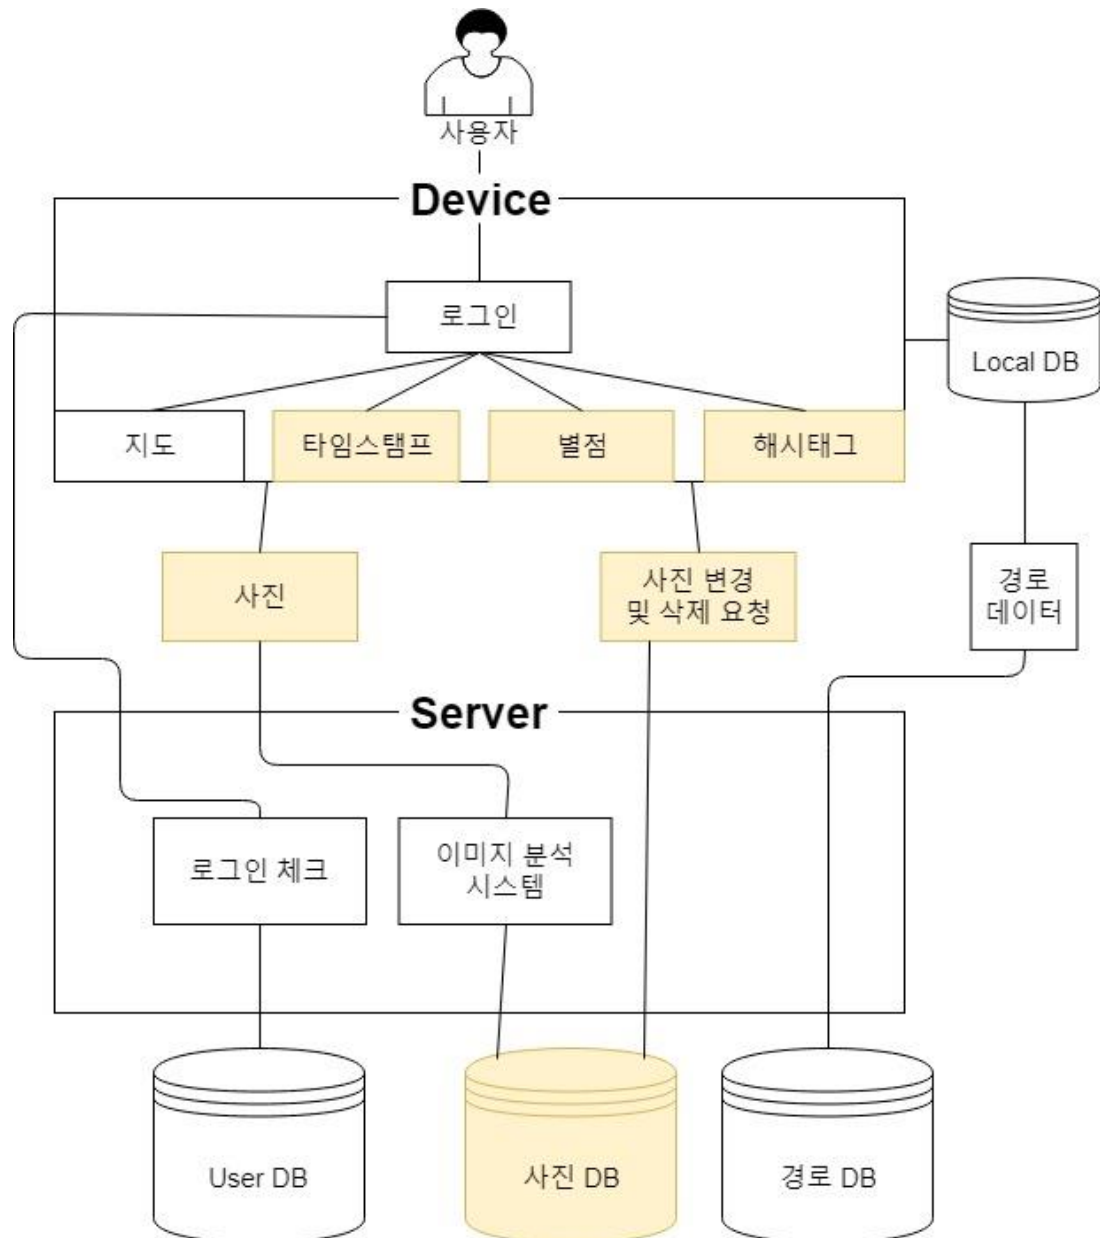 사용자
Device
로그인
Local DB
지도
타임스탬프
별점
해시태그
사진
사진 변경
및 삭제 요청
경로
데이터
Server
로그인 체크
이미지 분석
시스템
User DB
사진 DB
경로 DB